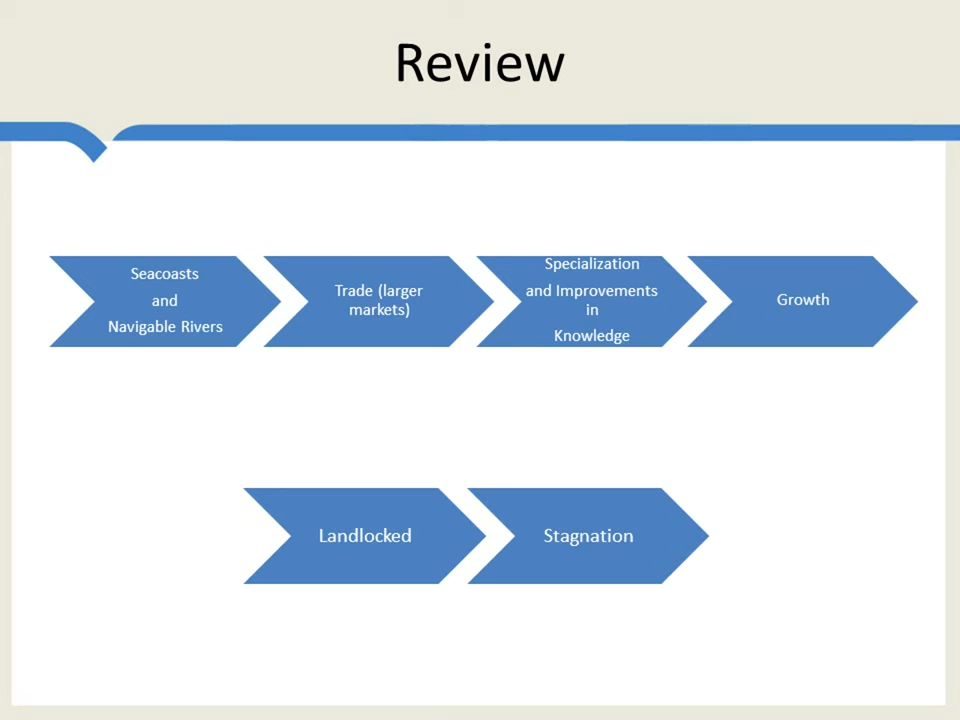 Review
Seacoasts
and
Navigable Rivers
Trade (larger
markets)
Specialization
and Improvements
in
Knowledge
Growth
Landlocked
Stagnation